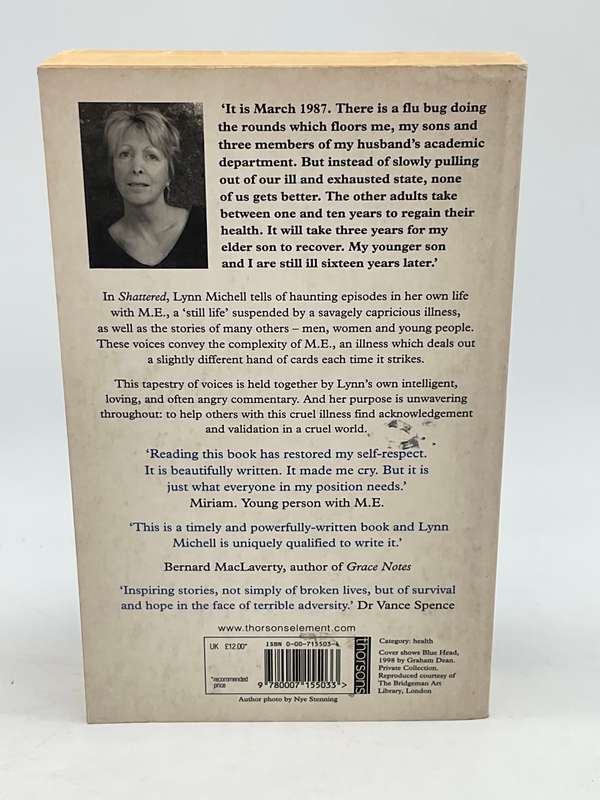 ‘It is March 1987. There is a flu bug doing
the rounds which floors me, my sons and
three members of my husband’s academic
department. But instead of slowly pulling
out of our ill and exhausted state, none
of us gets better. The other adults take
between one and ten years to regain their
health. It will take three years for my
elder son to recover. My younger son
and I are still ill sixteen years later.’
In Shattered, Lynn Michell tells of haunting episodes in her own life
with M.E., a ‘still life’ suspended by a savagely capricious illness,
as well as the stories of many others – men, women and young people.
These voices convey the complexity of M.E., an illness which deals out
a slightly different hand of cards each time it strikes.
This tapestry of voices is held together by Lynn’s own intelligent,
loving, and often angry commentary. And her purpose is unwavering
throughout: to help others with this cruel illness find acknowledgement
and validation in a cruel world.
‘Reading this book has restored my self-respect.
It is beautifully written. It made me cry. But it is
just what everyone in my position needs.’
Miriam. Young person with M.E.
‘This is a timely and powerfully-written book and Lynn
Michell is uniquely qualified to write it.’
Bernard MacLaverty, author of Grace Notes
‘Inspiring stories, not simply of broken lives, but of survival
and hope in the face of terrible adversity.’ Dr Vance Spence
www.thorsonselement.com
UK £12.00*
*recommended
price
ISBN 0-00-715503-4
9 780007 155033 >
thorsons
Category: health
Cover shows Blue Head,
1998 by Graham Dean.
Private Collection.
Reproduced courtesy of
The Bridgeman Art
Library, London
Author photo by Nye Stenning